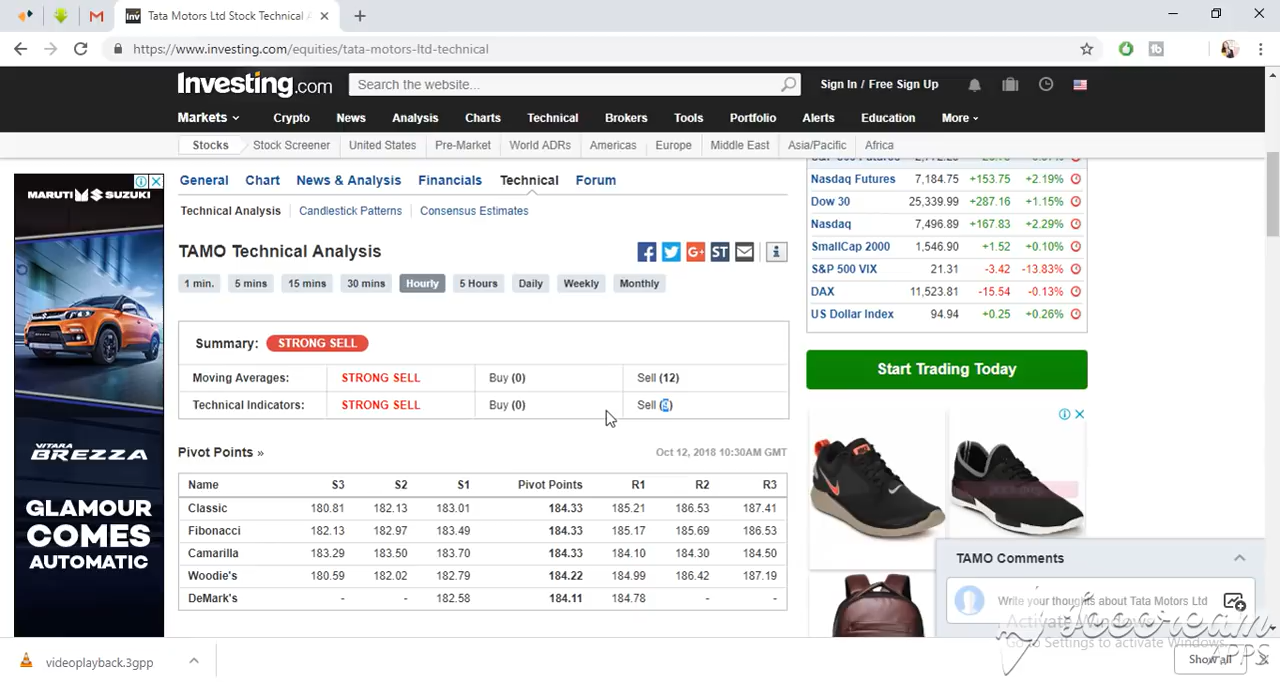 Tata Motors Ltd Stock Technical A
https://www.investing.com/equities/tata-motors-ltd-technical
Investing.com
Search the website...
Sign In / Free Sign Up
Markets Crypto News Analysis Charts Technical Brokers Tools Portfolio Alerts Education More
Stocks Stock Screener United States Pre-Market World ADRs Americas Europe Middle East Asia/Pacific Africa
General Chart News & Analysis Financials Technical Forum
Technical Analysis Candlestick Patterns Consensus Estimates
TAMO Technical Analysis
1 min. 5 mins 15 mins 30 mins Hourly 5 Hours Daily Weekly Monthly
Summary: STRONG SELL
Moving Averages: STRONG SELL Buy (0) Sell (12)
Technical Indicators: STRONG SELL Buy (0) Sell
Pivot Points »
Oct 12, 2018 10:30AM GMT
Name S3 S2 S1 Pivot Points R1 R2 R3
Classic 180.81 182.13 183.01 184.33 185.21 186.53 187.41
Fibonacci 182.13 182.97 183.49 184.33 185.17 185.69 186.53
Camarilla 183.29 183.50 183.70 184.33 184.10 184.30 184.50
Woodie's 180.59 182.02 182.79 184.22 184.99 186.42 187.19
DeMark's - - 182.58 184.11 184.78 - -
Nasdaq Futures 7,184.75 +153.75 +2.19%
Dow 30 25,339.99 +287.16 +1.15%
Nasdaq 7,496.89 +167.83 +2.29%
SmallCap 2000 1,546.90 +1.52 +0.10%
S&P 500 VIX 21.31 -3.42 -13.83%
DAX 11,523.81 -15.54 -0.13%
US Dollar Index 94.94 +0.25 +0.26%
Start Trading Today
MARUTI SUZUKI
VITARA
BREZZA
GLAMOUR
COMES
AUTOMATIC
TAMO Comments
Write your thoughts about Tata Motors Ltd
Activate Windows
Go to Settings to activate Windows.
videoplayback.3gpp
Show all
Icecream
APPS